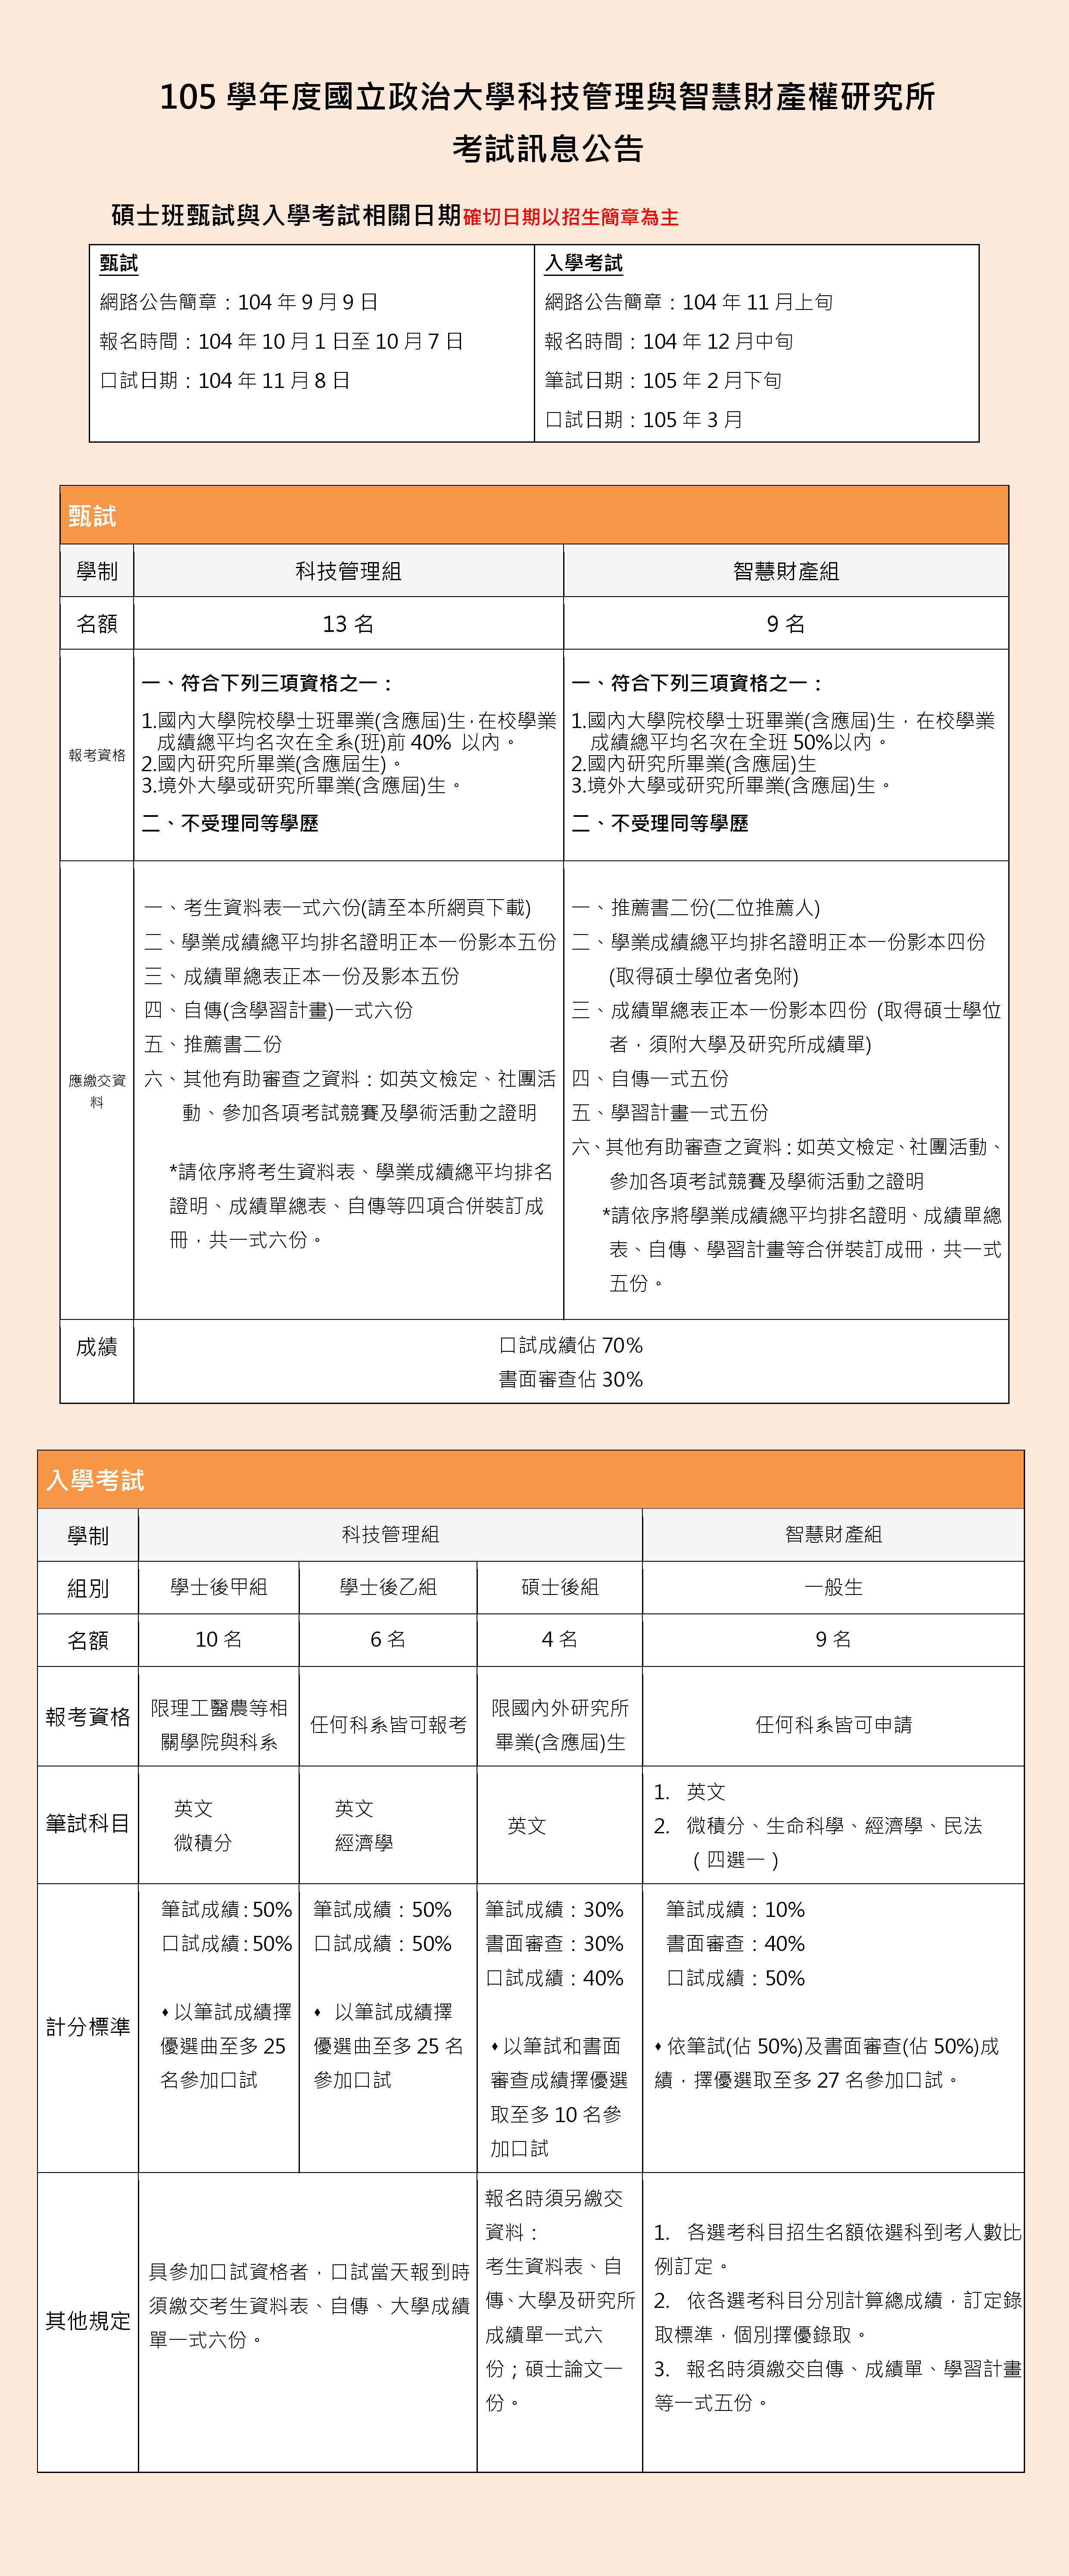 105 學年度國立政治大學科技管理與智慧財產權研究所
考試訊息公告
碩士班甄試與入學考試相關日期確切日期以招生簡章為主
甄試
網路公告簡章：104 年 9 月 9 日
報名時間：104 年 10 月 1 日至 10 月 7 日
口試日期：104 年 11 月 8 日
入學考試
網路公告簡章：104 年 11 月上旬
報名時間：104 年 12 月中旬
筆試日期：105 年 2 月下旬
口試日期：105 年 3 月
甄試
學制
科技管理組
智慧財產組
名額
13 名
9 名
報考資格
一、符合下列三項資格之一：
1.國內大學院校學士班畢業(含應屆)生，在校學業
成績總平均名次在全系(班)前 40% 以內。
2.國內研究所畢業(含應屆生)。
3.境外大學或研究所畢業(含應屆)生。
二、不受理同等學歷
一、符合下列三項資格之一：
1.國內大學院校學士班畢業(含應屆)生，在校學業
成績總平均名次在全班 50%以內。
2.國內研究所畢業(含應屆)生
3.境外大學或研究所畢業(含應屆)生。
二、不受理同等學歷
應繳交資
料
一、考生資料表一式六份(請至本所網頁下載)
二、學業成績總平均排名證明正本一份影本五份
三、成績單總表正本一份及影本五份
四、自傳(含學習計畫)一式六份
五、推薦書二份
六、其他有助審查之資料：如英文檢定、社團活
動、參加各項考試競賽及學術活動之證明
*請依序將考生資料表、學業成績總平均排名
證明、成績單總表、自傳等四項合併裝訂成
冊，共一式六份。
一、推薦書二份(二位推薦人)
二、學業成績總平均排名證明正本一份影本四份
(取得碩士學位者免附)
三、成績單總表正本一份影本四份 (取得碩士學位
者，須附大學及研究所成績單)
四、自傳一式五份
五、學習計畫一式五份
六、其他有助審查之資料：如英文檢定、社團活動、
參加各項考試競賽及學術活動之證明
*請依序將學業成績總平均排名證明、成績單總
表、自傳、學習計畫等合併裝訂成冊，共一式
五份。
成績
口試成績佔 70%
書面審查佔 30%
入學考試
學制
科技管理組
智慧財產組
組別
學士後甲組
學士後乙組
碩士後組
一般生
名額
10 名
6 名
4 名
9 名
報考資格
限理工醫農等相
關學院與科系
任何科系皆可報考
限國內外研究所
畢業(含應屆)生
任何科系皆可申請
筆試科目
英文
微積分
英文
經濟學
英文
1. 英文
2. 微積分、生命科學、經濟學、民法
（四選一）
計分標準
筆試成績：50%
口試成績：50%
♦以筆試成績擇
優選曲至多 25
名參加口試
筆試成績：50%
口試成績：50%
♦ 以筆試成績擇
優選曲至多 25 名
參加口試
筆試成績：30%
書面審查：30%
口試成績：40%
♦以筆試和書面
審查成績擇優選
取至多 10 名參
加口試
筆試成績：10%
書面審查：40%
口試成績：50%
♦依筆試(佔 50%)及書面審查(佔 50%)成
績，擇優選取至多 27 名參加口試。
其他規定
具參加口試資格者，口試當天報到時
須繳交考生資料表、自傳、大學成績
單一式六份。
報名時須另繳交
資料：
考生資料表、自
傳、大學及研究所
成績單一式六
份；碩士論文一
份。
1. 各選考科目招生名額依選科到考人數比
例訂定。
2. 依各選考科目分別計算總成績，訂定錄
取標準，個別擇優錄取。
3. 報名時須繳交自傳、成績單、學習計畫
等一式五份。